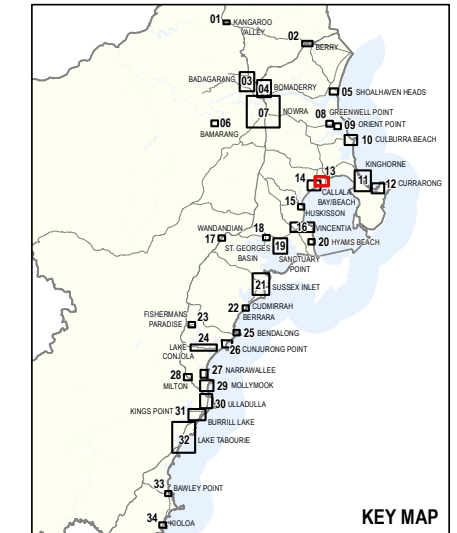 01
KANGAROO
VALLEY
02
BERRY
BADAGARANG
03
04
BOMADERRY
05
SHOALHAVEN HEADS
07
NOWRA
06
BAMARANG
08
GREENWELL POINT
09
ORIENT POINT
10
CULBURRA BEACH
KINGHORNE
11
12
CURRARONG
13
14
CALLALA
BAY/BEACH
15
HUSKISSON
16
VINCENTIA
WANDANDIAN
17
18
ST. GEORGES
BASIN
19
20
HYAMS BEACH
SANCTUARY
POINT
21
SUSSEX INLET
22
CUDMIRRAH
BERRARA
FISHERMANS
PARADISE
23
24
LAKE
CONJOLA
25
BENDALONG
26
CUNJURONG POINT
27
NARRAWALLEE
28
MILTON
29
MOLLYMOOK
30
ULLADULLA
KINGS POINT
31
BURRILL LAKE
32
LAKE TABOURIE
33
BAWLEY POINT
34
KIOLOA
KEY MAP